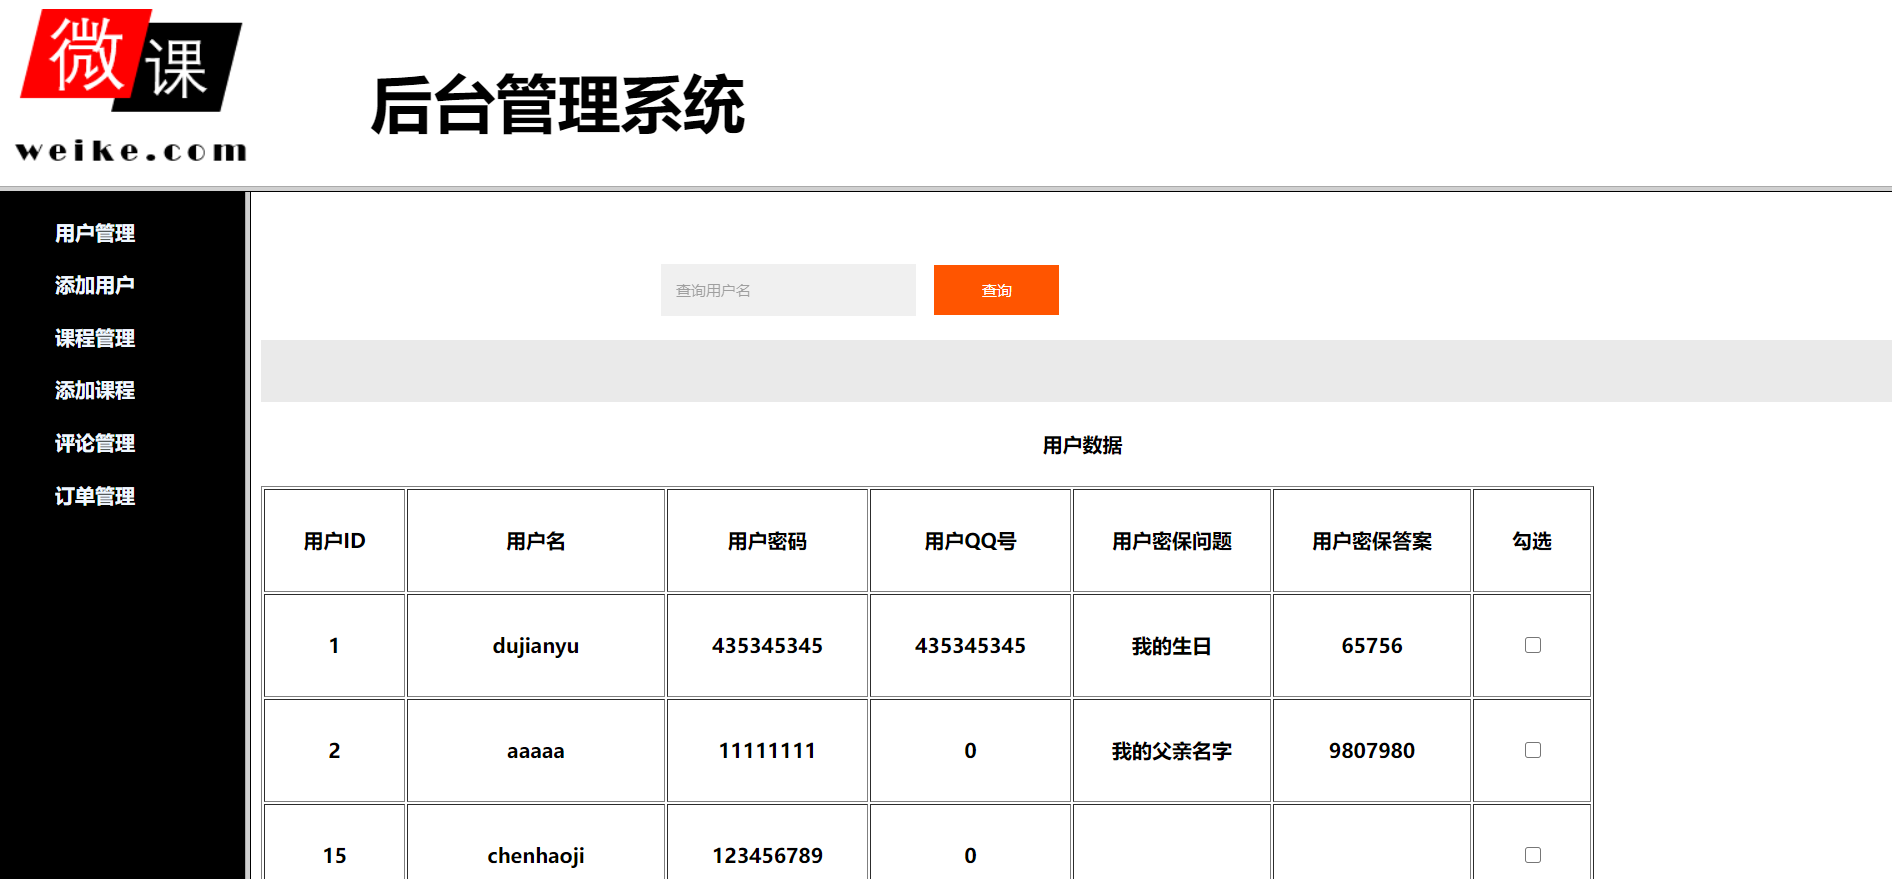 微课
weike.com
后台管理系统
用户管理
添加用户
课程管理
添加课程
评论管理
订单管理
查询用户名 查询
用户数据
用户ID 用户名 用户密码 用户QQ号 用户密保问题 用户密保答案 勾选
1 dujianyu 435345345 435345345 我的生日 65756
2 aaaaa 11111111 0 我的父亲名字 9807980
15 chenhaoji 123456789 0